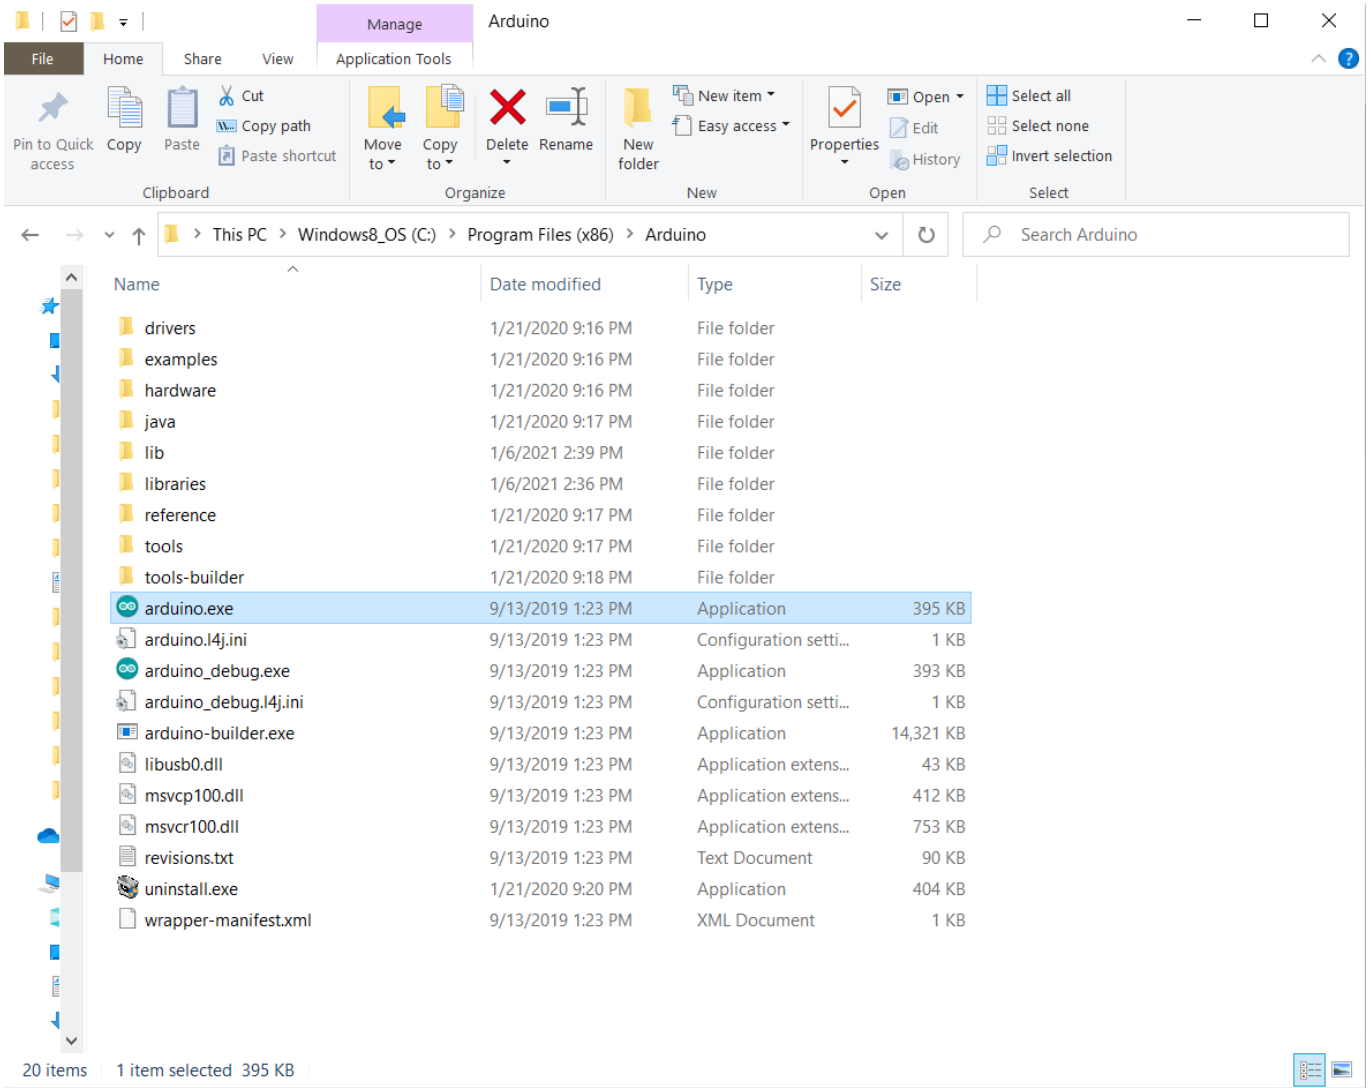 Manage
Arduino
File
Home
Share
View
Application Tools
Pin to Quick access
Copy
Paste
Cut
Copy path
Paste shortcut
Clipboard
Move to
Copy to
Delete
Rename
Organize
New folder
New item
Easy access
New
Properties
Open
Edit
History
Open
Select all
Select none
Invert selection
Select
This PC > Windows8_OS (C:) > Program Files (x86) > Arduino
Search Arduino
Name Date modified Type Size
drivers 1/21/2020 9:16 PM File folder
examples 1/21/2020 9:16 PM File folder
hardware 1/21/2020 9:16 PM File folder
java 1/21/2020 9:17 PM File folder
lib 1/6/2021 2:39 PM File folder
libraries 1/6/2021 2:36 PM File folder
reference 1/21/2020 9:17 PM File folder
tools 1/21/2020 9:17 PM File folder
tools-builder 1/21/2020 9:18 PM File folder
arduino.exe 9/13/2019 1:23 PM Application 395 KB
arduino.l4j.ini 9/13/2019 1:23 PM Configuration setti... 1 KB
arduino_debug.exe 9/13/2019 1:23 PM Application 393 KB
arduino_debug.l4j.ini 9/13/2019 1:23 PM Configuration setti... 1 KB
arduino-builder.exe 9/13/2019 1:23 PM Application 14,321 KB
libusb0.dll 9/13/2019 1:23 PM Application extens... 43 KB
msvcp100.dll 9/13/2019 1:23 PM Application extens... 412 KB
msvcr100.dll 9/13/2019 1:23 PM Application extens... 753 KB
revisions.txt 9/13/2019 1:23 PM Text Document 90 KB
uninstall.exe 1/21/2020 9:20 PM Application 404 KB
wrapper-manifest.xml 9/13/2019 1:23 PM XML Document 1 KB
20 items 1 item selected 395 KB